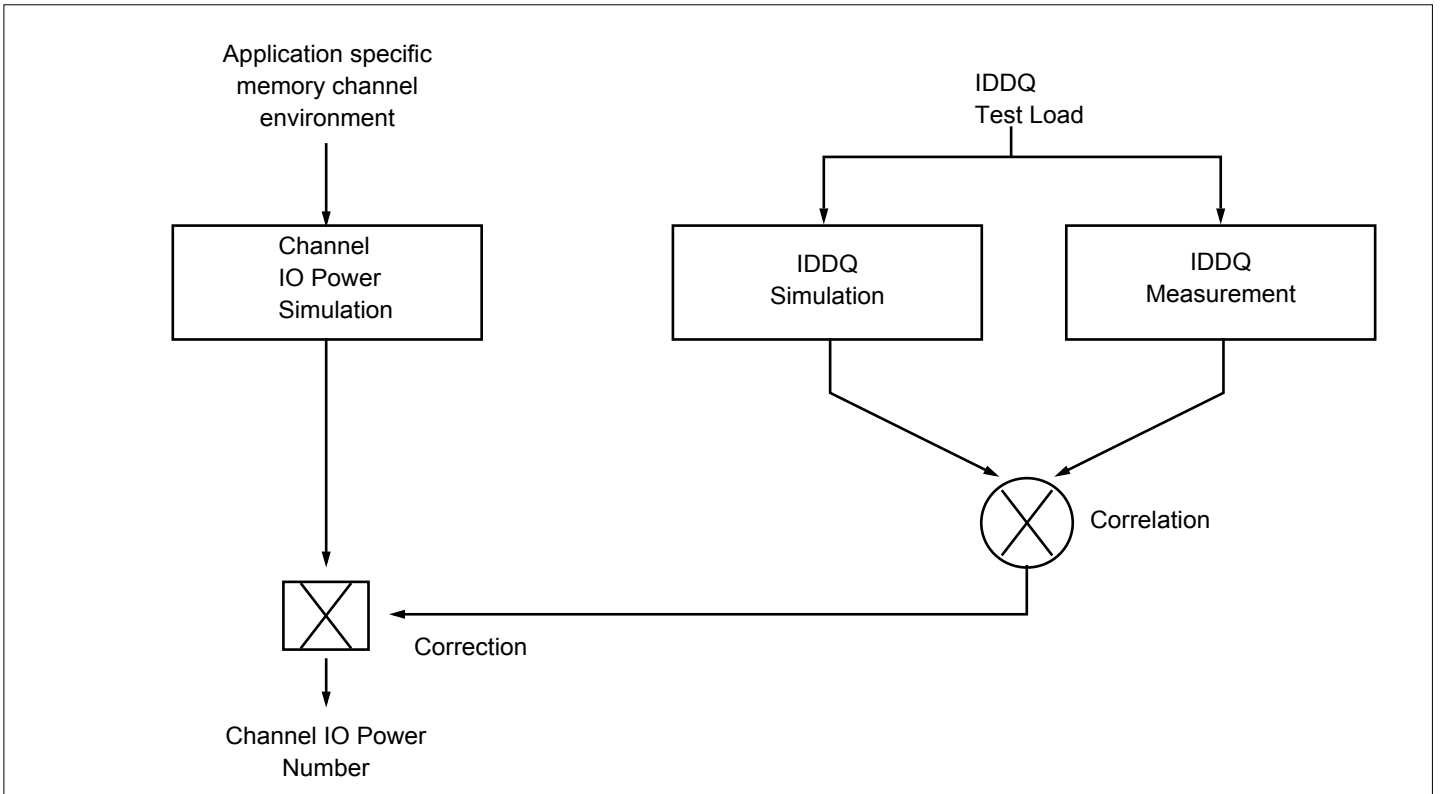 Application specific
memory channel
environment
IDDQ
Test Load
Channel
IO Power
Simulation
IDDQ
Simulation
IDDQ
Measurement
Correlation
Correction
Channel IO Power
Number